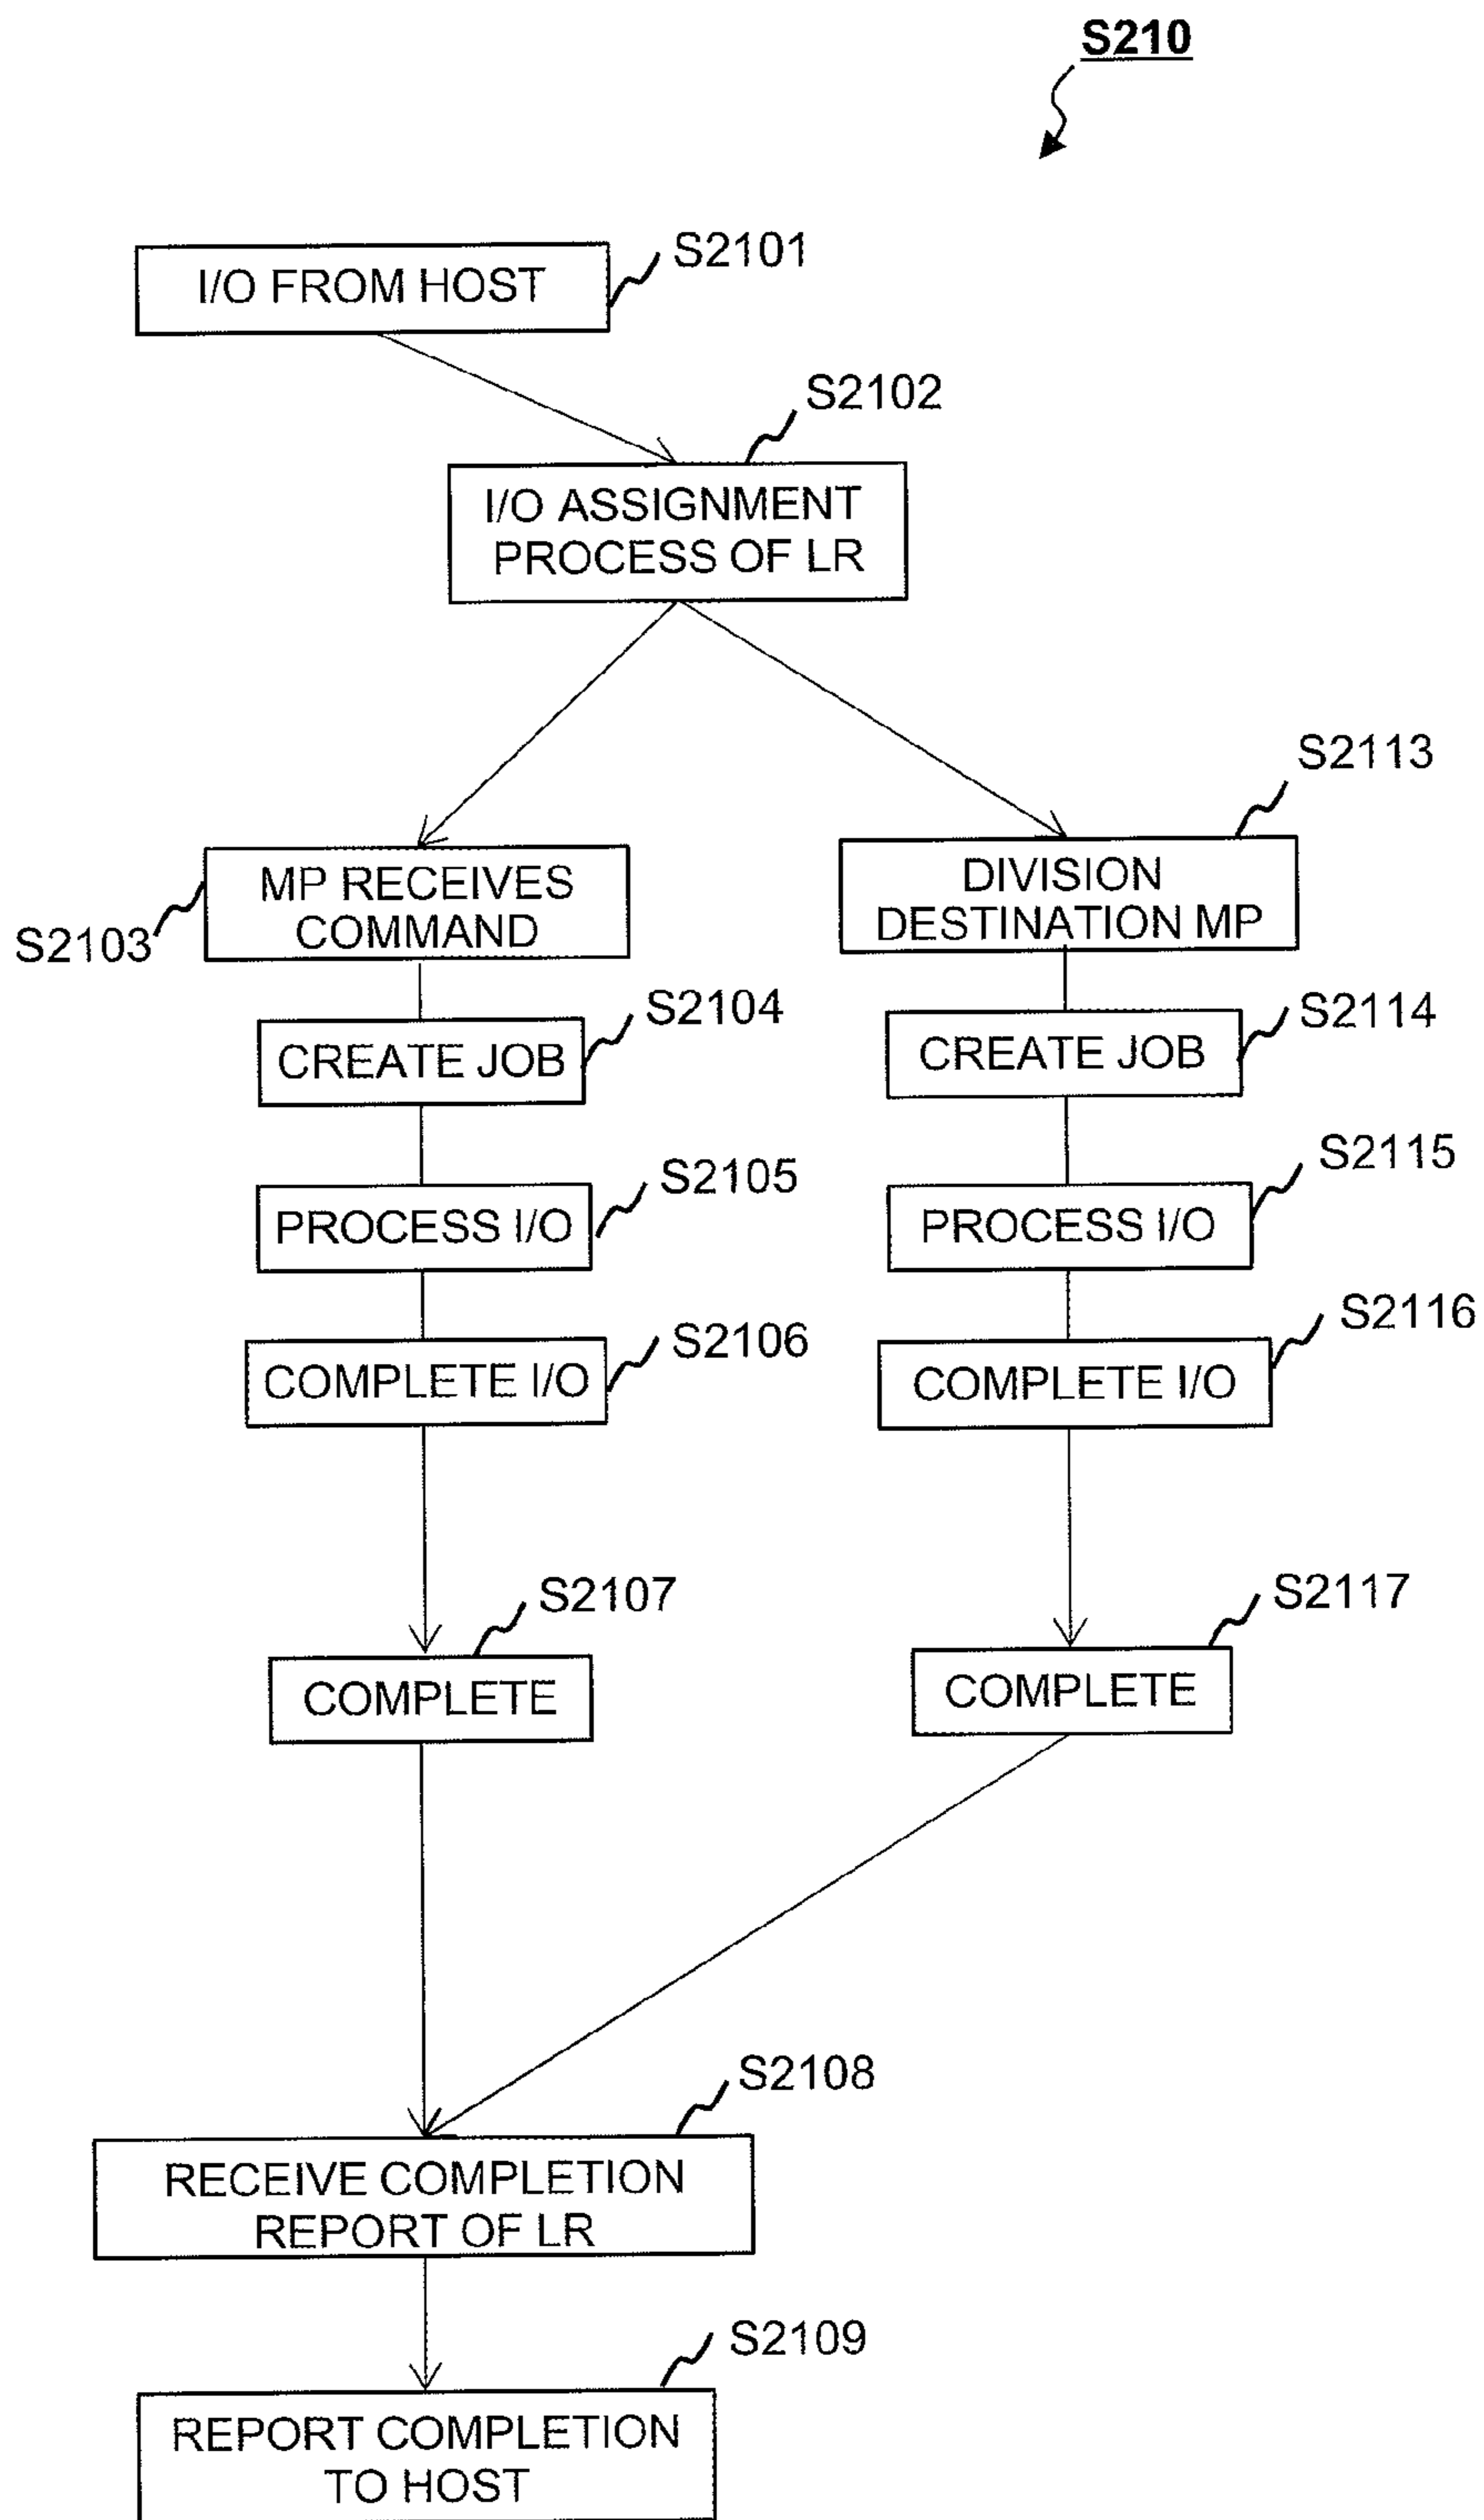 S210
I/O FROM HOST
S2101
S2102
I/O ASSIGNMENT
PROCESS OF LR
S2103
MP RECEIVES
COMMAND
S2104
CREATE JOB
S2105
PROCESS I/O
S2106
COMPLETE I/O
S2107
COMPLETE
S2113
DIVISION
DESTINATION MP
S2114
CREATE JOB
S2115
PROCESS I/O
S2116
COMPLETE I/O
S2117
COMPLETE
S2108
RECEIVE COMPLETION
REPORT OF LR
S2109
REPORT COMPLETION
TO HOST